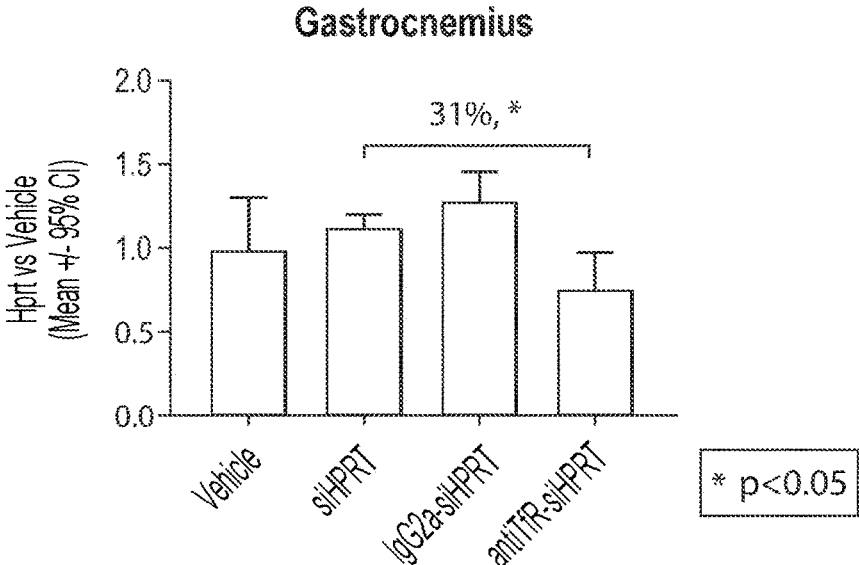 Gastrocnemius
Hprt vs Vehicle
(Mean +/- 95% CI)
2.0
1.5
1.0
0.5
0.0
31%, *
Vehicle
siHPRT
IgG2a-siHPRT
antiTfR-siHPRT
* p<0.05